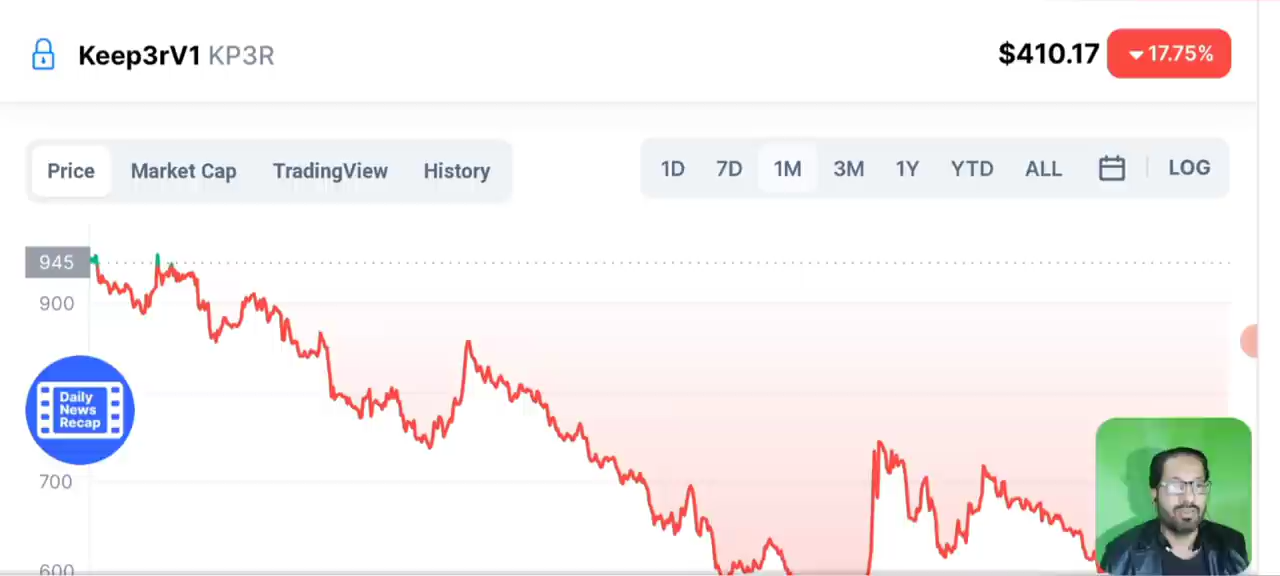 Keep3rV1 KP3R
$410.17 17.75%
Price Market Cap TradingView History
1D 7D 1M 3M 1Y YTD ALL LOG
945
900
Daily
News
Recap
700
600